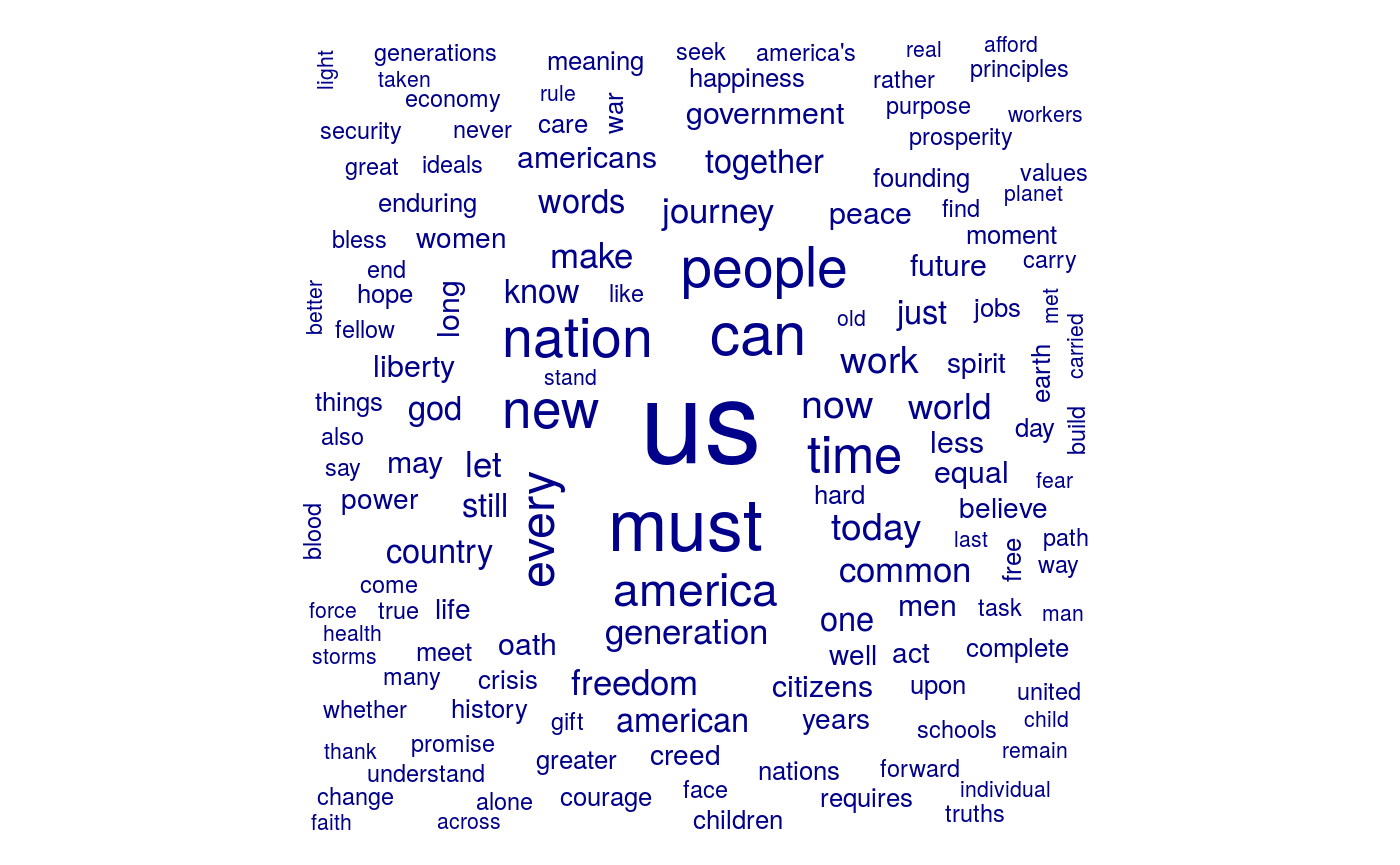 light generations meaning seek america's real afford
taken happiness rather principles
economy rule war government purpose workers
security never care prosperity
great ideals americans together founding values
enduring words journey peace find planet
bless women make people future moment carry
end
better hope long know like old just jobs met
fellow nation can carried
liberty stand work spirit earth
things god new us now world day build
also time less
say may let equal fear
power still every must hard believe
blood country today last free path
come america common way
force true life generation one men task man
health
storms meet oath well act complete
many crisis freedom citizens upon united
whether history gift american years schools child
thank promise greater creed remain
understand nations forward
change alone courage face requires individual
faith across children truths